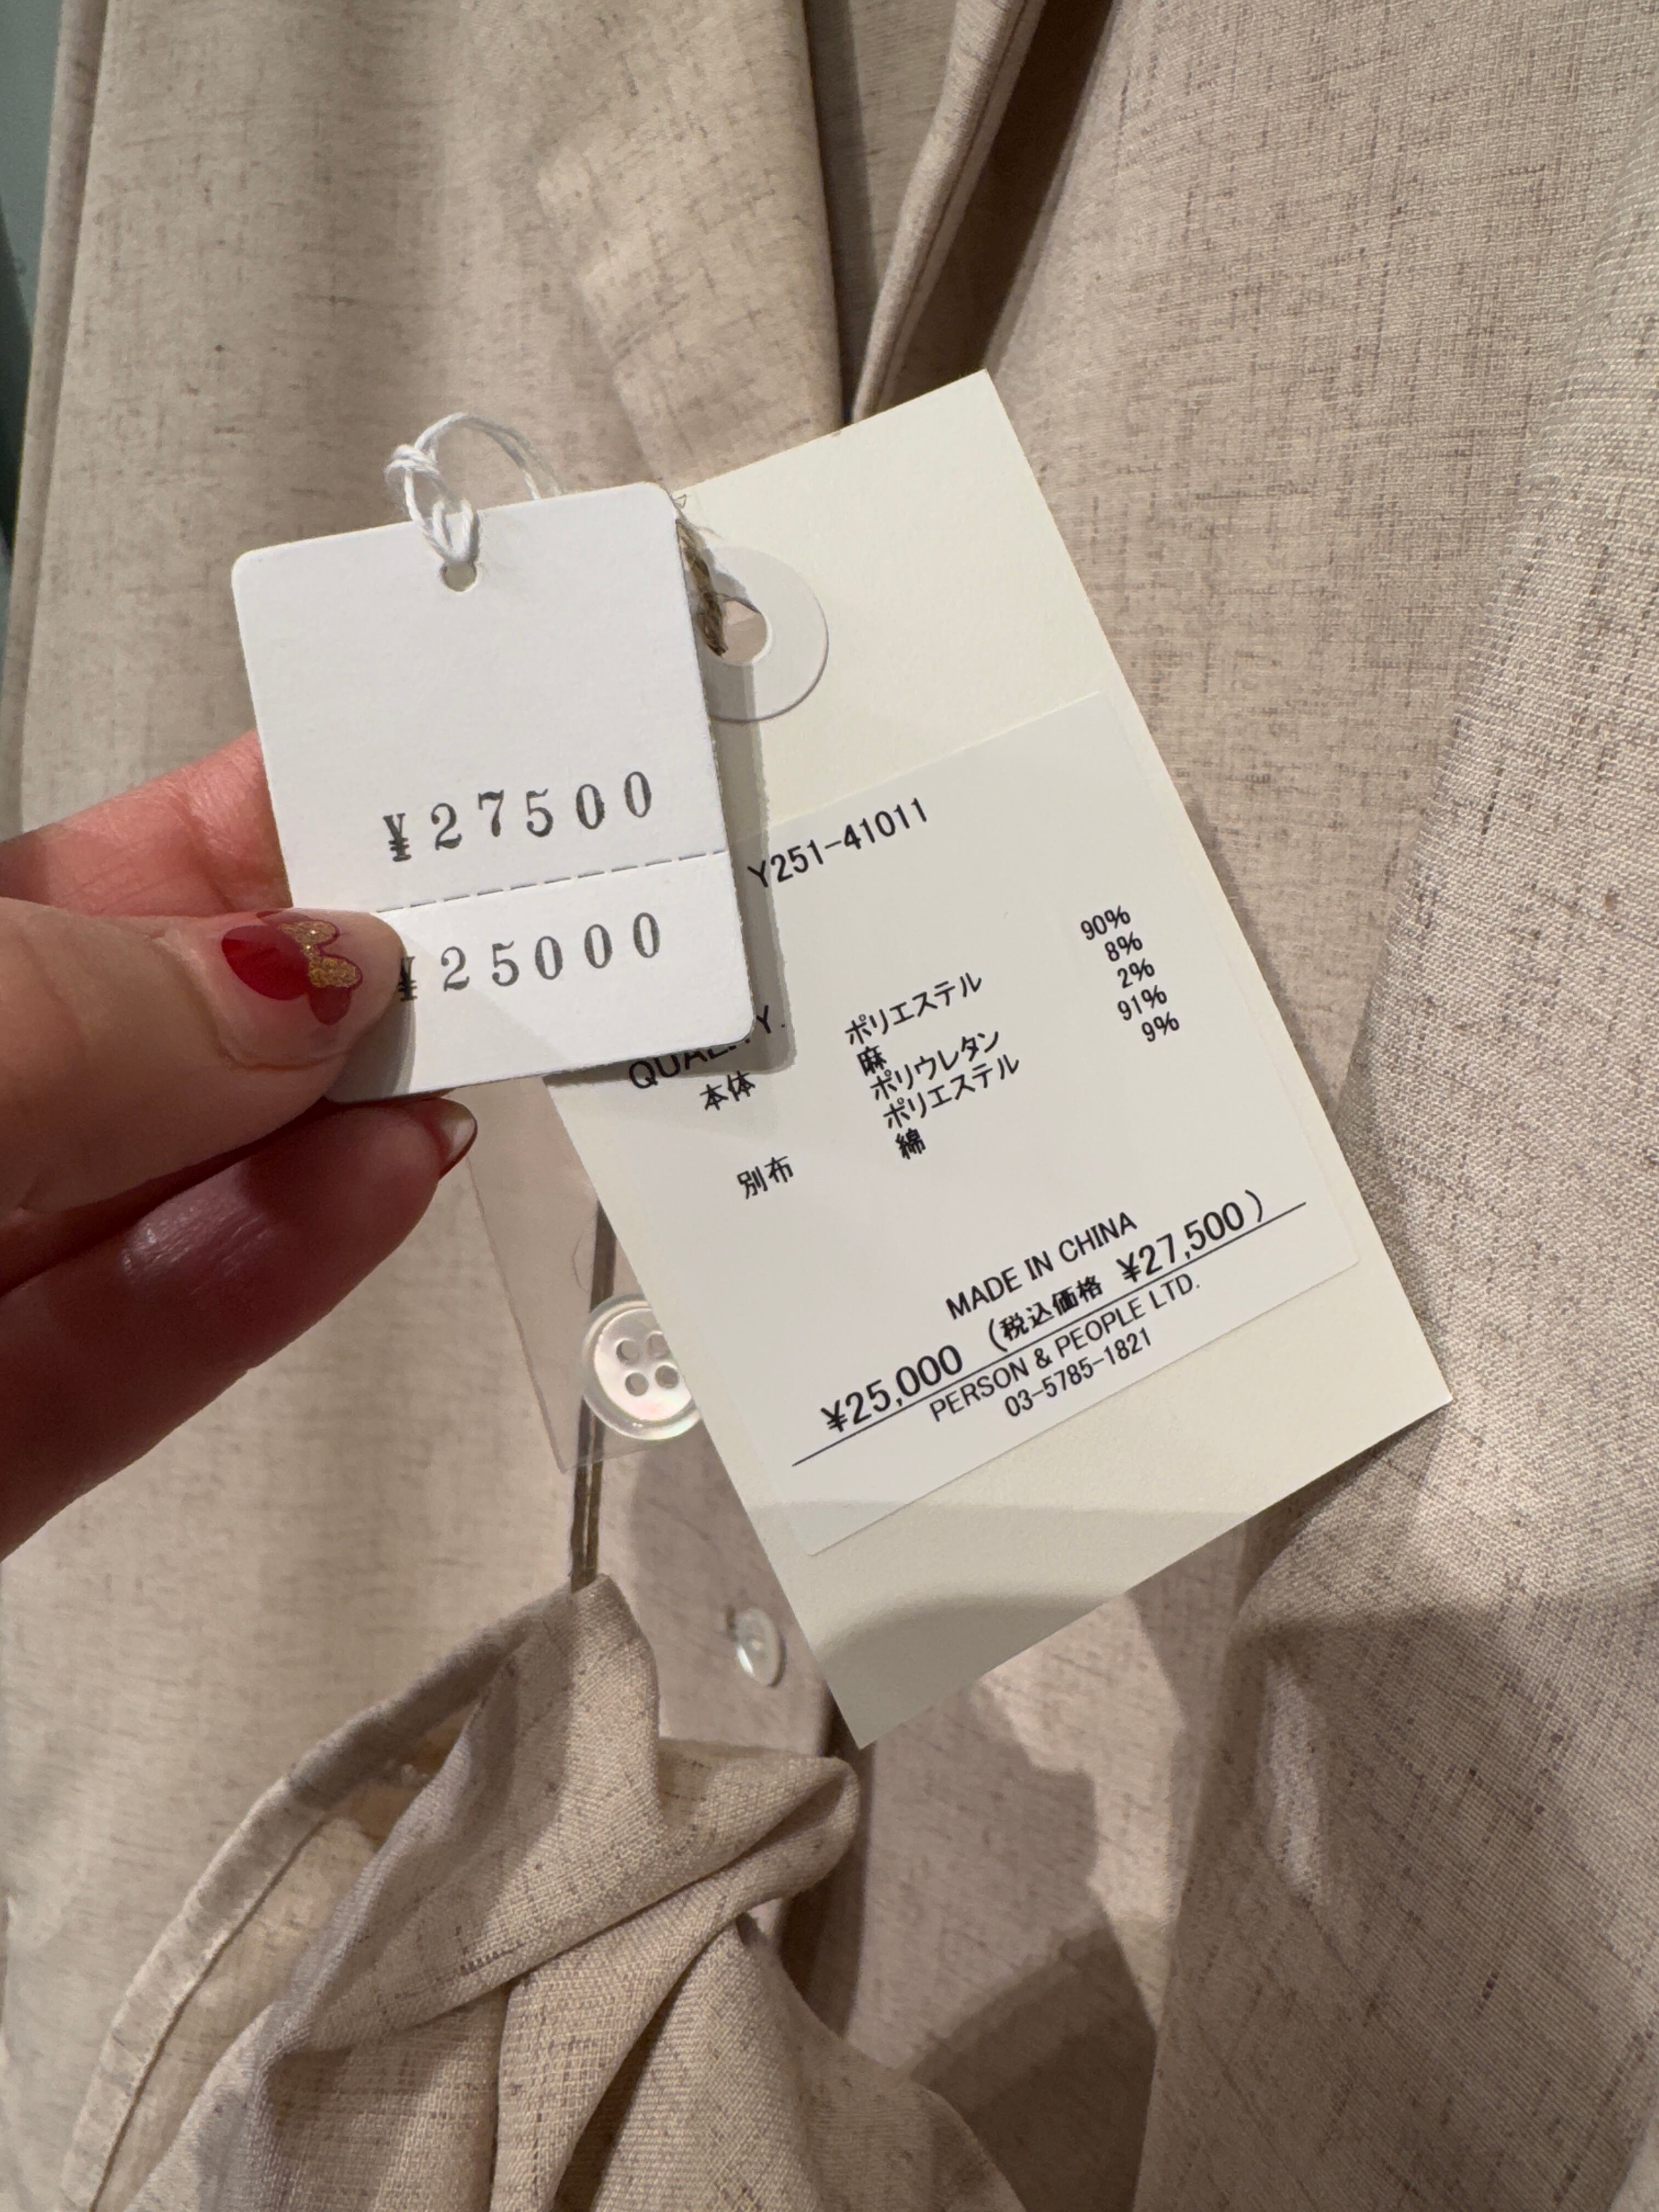 ¥27500
¥25000
Y251-41011
QUALITY.
本体 ポリエステル 90%
麻 8%
ポリウレタン 2%
別布 ポリエステル 91%
綿 9%
MADE IN CHINA
¥25,000 (税込価格 ¥27,500)
PERSON & PEOPLE LTD.
03-5785-1821